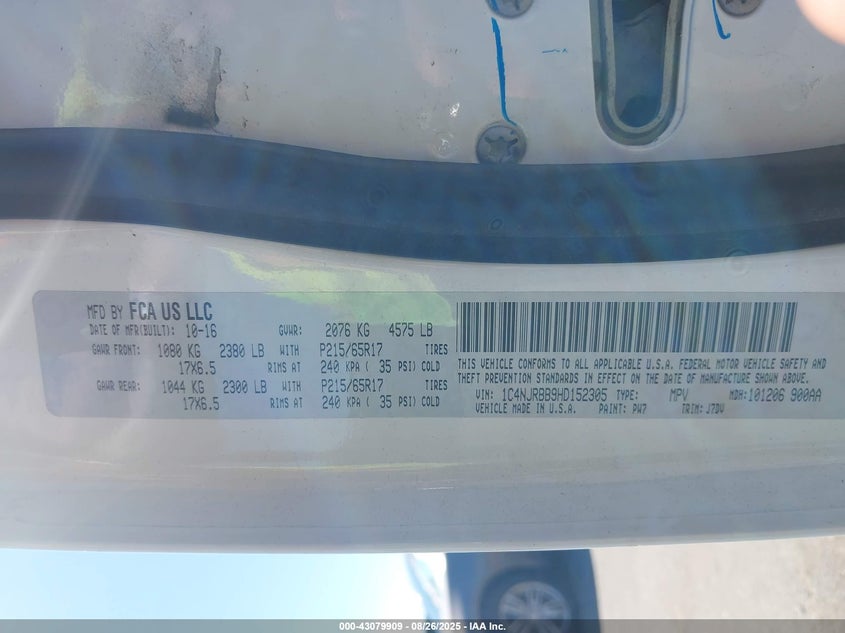 MFD BY FCA US LLC
DATE OF MFR(BUILT): 10-16 GVWR: 2076 KG 4575 LB
GAWR FRONT: 1080 KG 2380 LB WITH P215/65R17 TIRES
17X6.5 RIMS AT 240 KPA ( 35 PSI) COLD
GAWR REAR: 1044 KG 2300 LB WITH P215/65R17 TIRES
17X6.5 RIMS AT 240 KPA ( 35 PSI) COLD
THIS VEHICLE CONFORMS TO ALL APPLICABLE U.S.A. FEDERAL MOTOR VEHICLE SAFETY AND
THEFT PREVENTION STANDARDS IN EFFECT ON THE DATE OF MANUFACTURE SHOWN ABOVE.
VIN: 1C4NJRBB9HD152305 TYPE: MPV MDH: 101206 900AA
VEHICLE MADE IN U.S.A. PAINT: PW7 TRIM: J7DV
000-43079909 - 08/26/2025 - IAA Inc.